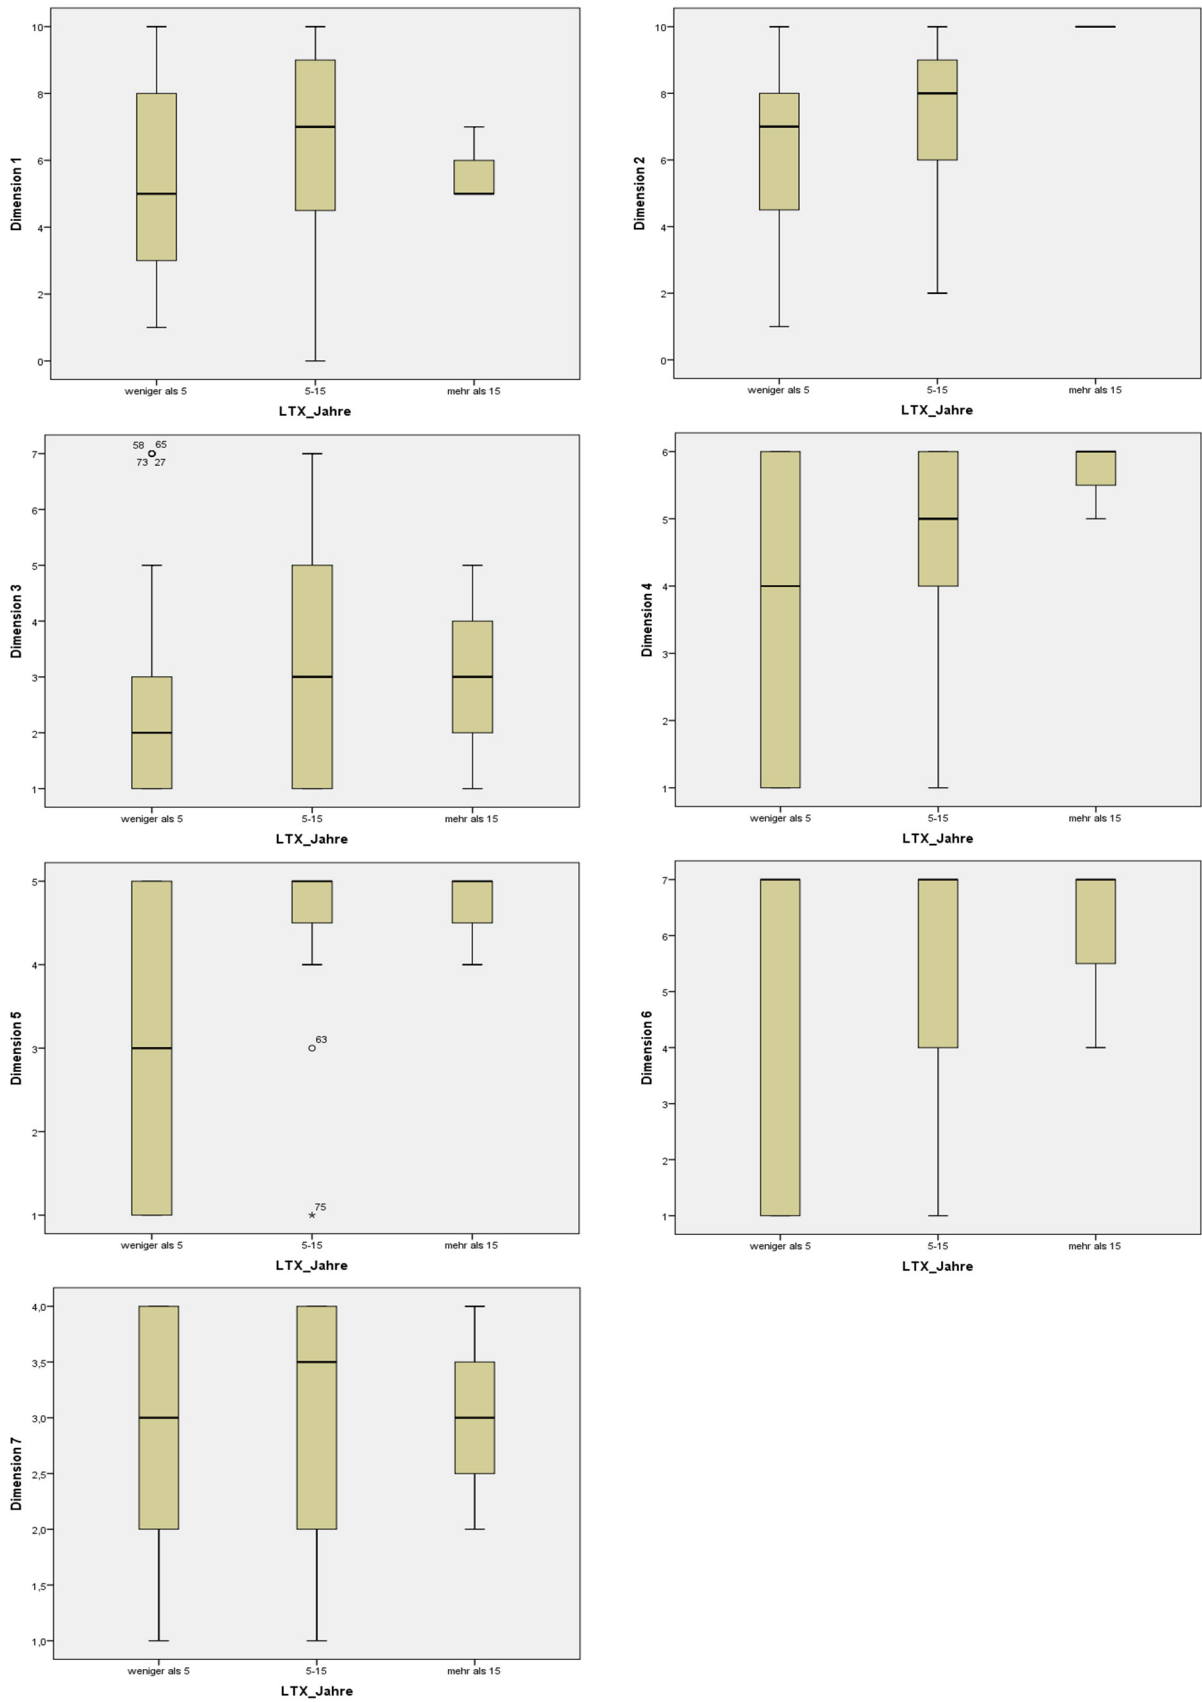 Dimension 1
10
8
6
4
2
0
weniger als 5 5-15 mehr als 15
LTX_Jahre
Dimension 2
10
8
6
4
2
0
weniger als 5 5-15 mehr als 15
LTX_Jahre
Dimension 3
58 65
7
73 27
6
5
4
3
2
1
weniger als 5 5-15 mehr als 15
LTX_Jahre
Dimension 4
6
5
4
3
2
1
weniger als 5 5-15 mehr als 15
LTX_Jahre
Dimension 5
5
4
63
3
2
75
1
weniger als 5 5-15 mehr als 15
LTX_Jahre
Dimension 6
7
6
5
4
3
2
1
weniger als 5 5-15 mehr als 15
LTX_Jahre
Dimension 7
4,0
3,5
3,0
2,5
2,0
1,5
1,0
weniger als 5 5-15 mehr als 15
LTX_Jahre